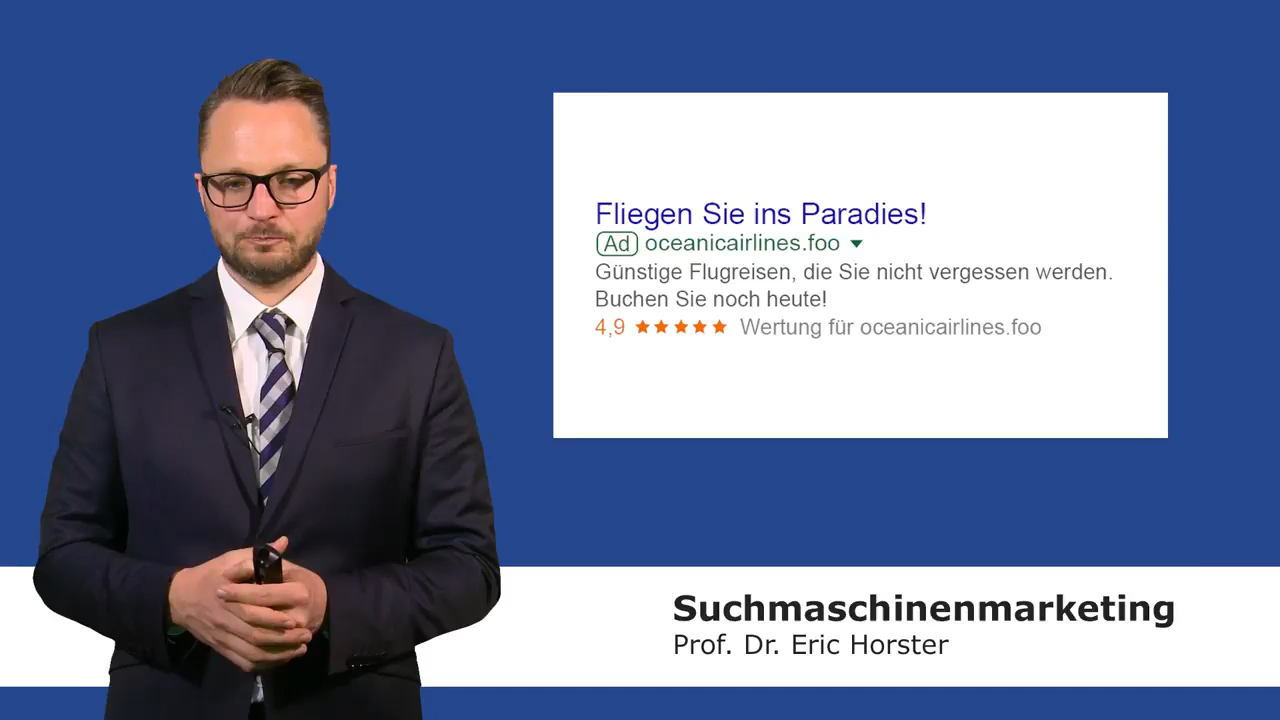 Fliegen Sie ins Paradies!
Ad oceanicairlines.foo
Günstige Flugreisen, die Sie nicht vergessen werden.
Buchen Sie noch heute!
4,9 ★★★★★ Wertung für oceanicairlines.foo
Suchmaschinenmarketing
Prof. Dr. Eric Horster